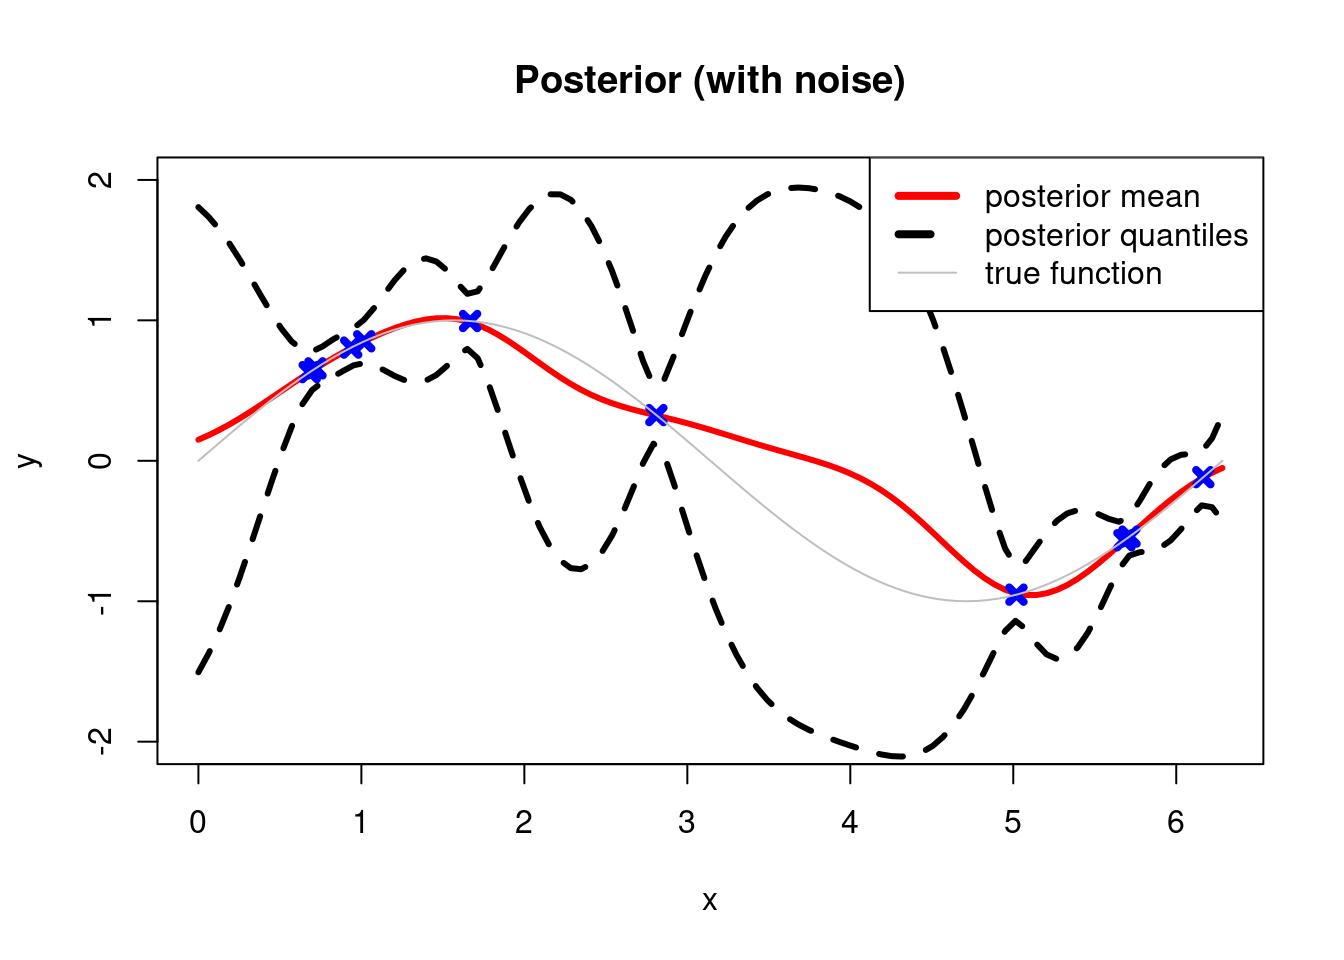 Posterior (with noise)
posterior mean
posterior quantiles
true function
y
2
1
0
-1
-2
0 1 2 3 4 5 6
x